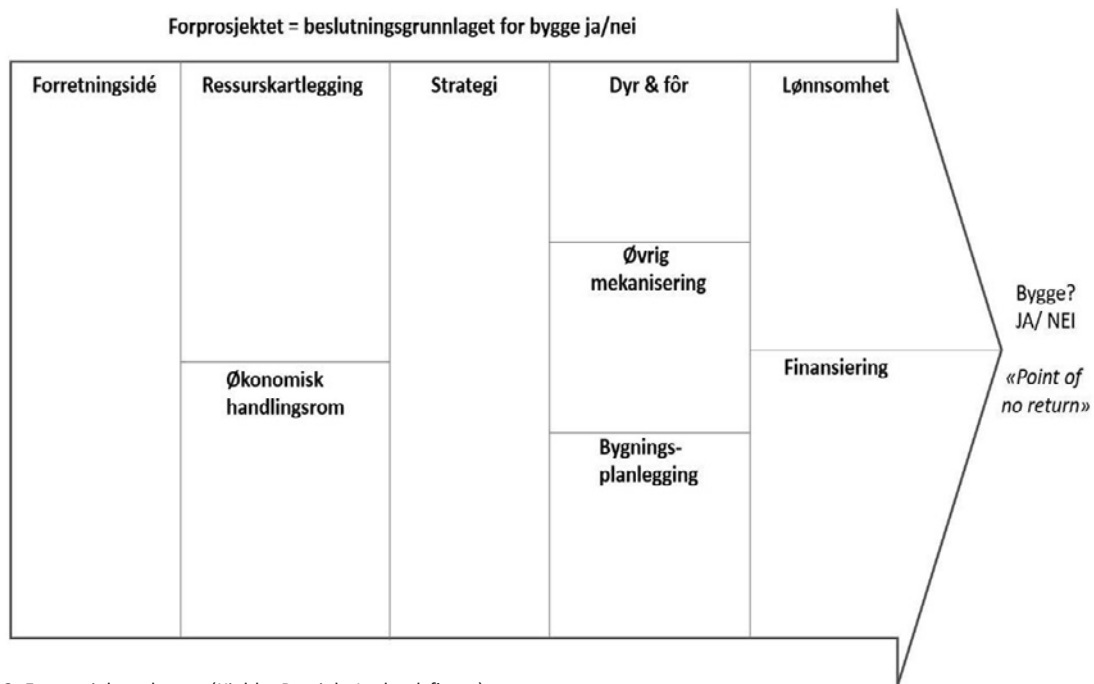 Forprosjektet = beslutningsgrunnlaget for bygge ja/nei
Forretningsidé
Ressurskartlegging
Økonomisk
handlingsrom
Strategi
Dyr & fôr
Øvrig
mekanisering
Bygnings-
planlegging
Lønnsomhet
Finansiering
Bygge?
JA/ NEI
«Point of
no return»